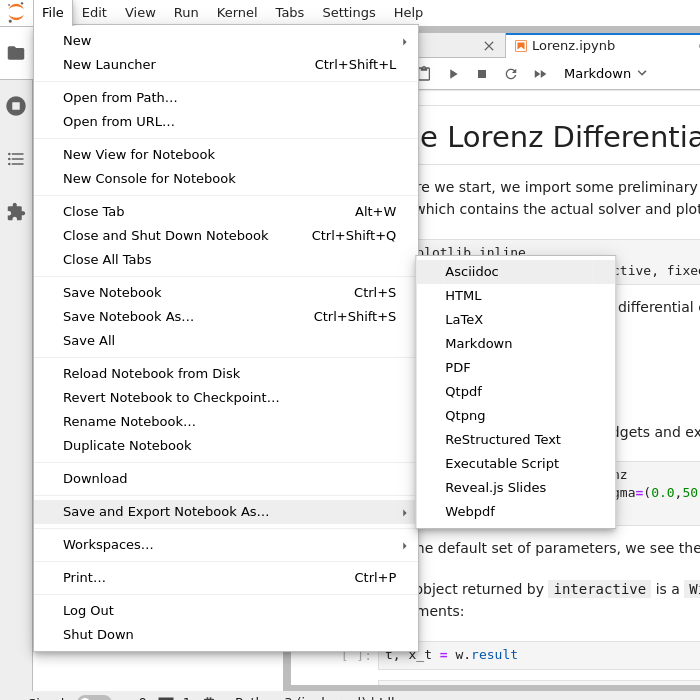 File Edit View Run Kernel Tabs Settings Help
New
New Launcher Ctrl+Shift+L
Open from Path…
Open from URL…
New View for Notebook
New Console for Notebook
Close Tab Alt+W
Close and Shut Down Notebook Ctrl+Shift+Q
Close All Tabs
Save Notebook Ctrl+S
Save Notebook As… Ctrl+Shift+S
Save All
Reload Notebook from Disk
Revert Notebook to Checkpoint…
Rename Notebook…
Duplicate Notebook
Download
Save and Export Notebook As…
Workspaces…
Print… Ctrl+P
Log Out
Shut Down
Asciidoc
HTML
LaTeX
Markdown
PDF
Qtpdf
Qtpng
ReStructured Text
Executable Script
Reveal.js Slides
Webpdf
Lorenz.ipynb
Markdown
e Lorenz Differentia
re we start, we import some preliminary
which contains the actual solver and plot
plotlib inline
ctive, fixe
differential
dgets and ex
nz
gma=(0.0,50
he default set of parameters, we see the
object returned by interactive is a W
ments:
[ ]: t, x_t = w.result